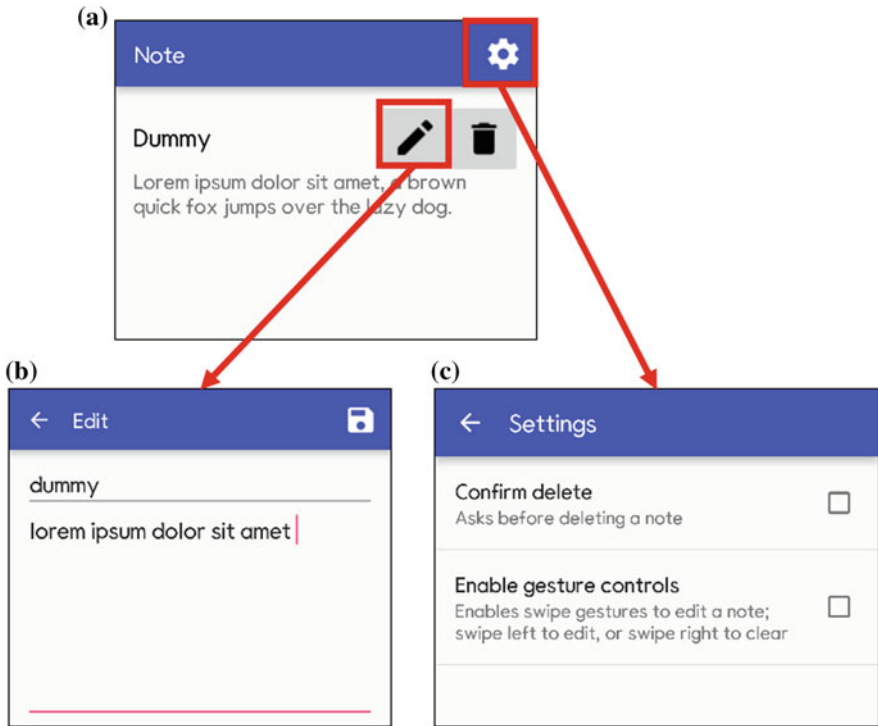 (a)
Note
Dummy
Lorem ipsum dolor sit amet, a brown
quick fox jumps over the lazy dog.
(b)
Edit
dummy
lorem ipsum dolor sit amet
(c)
Settings
Confirm delete
Asks before deleting a note
Enable gesture controls
Enables swipe gestures to edit a note;
swipe left to edit, or swipe right to clear